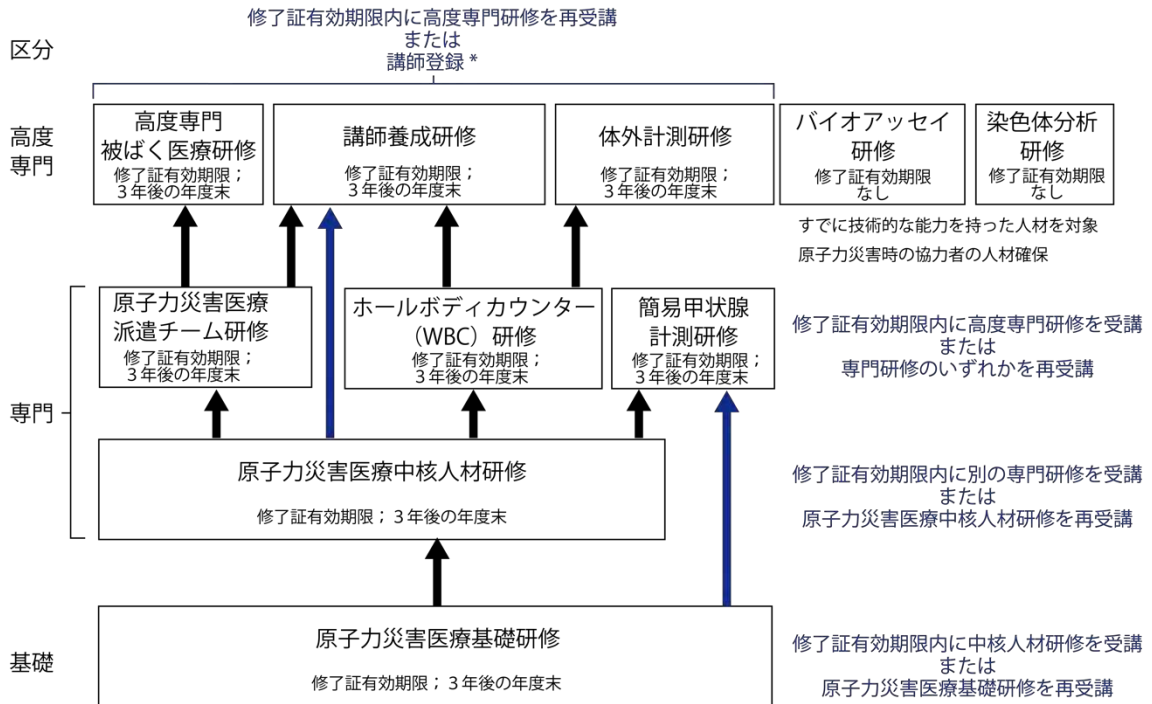 修了証有効期限内に高度専門研修を再受講
または
講師登録 *
区分
高度
専門
高度専門
被ばく医療研修
修了証有効期限；
３年後の年度末
講師養成研修
修了証有効期限；
３年後の年度末
体外計測研修
修了証有効期限；
３年後の年度末
バイオアッセイ
研修
修了証有効期限
なし
染色体分析
研修
修了証有効期限
なし
すでに技術的な能力を持った人材を対象
原子力災害時の協力者の人材確保
専門
原子力災害医療
派遣チーム研修
修了証有効期限；
３年後の年度末
ホールボディカウンター
（WBC）研修
修了証有効期限；
３年後の年度末
簡易甲状腺
計測研修
修了証有効期限；
３年後の年度末
修了証有効期限内に高度専門研修を受講
または
専門研修のいずれかを再受講
原子力災害医療中核人材研修
修了証有効期限；３年後の年度末
修了証有効期限内に別の専門研修を受講
または
原子力災害医療中核人材研修を再受講
基礎
原子力災害医療基礎研修
修了証有効期限；３年後の年度末
修了証有効期限内に中核人材研修を受講
または
原子力災害医療基礎研修を再受講